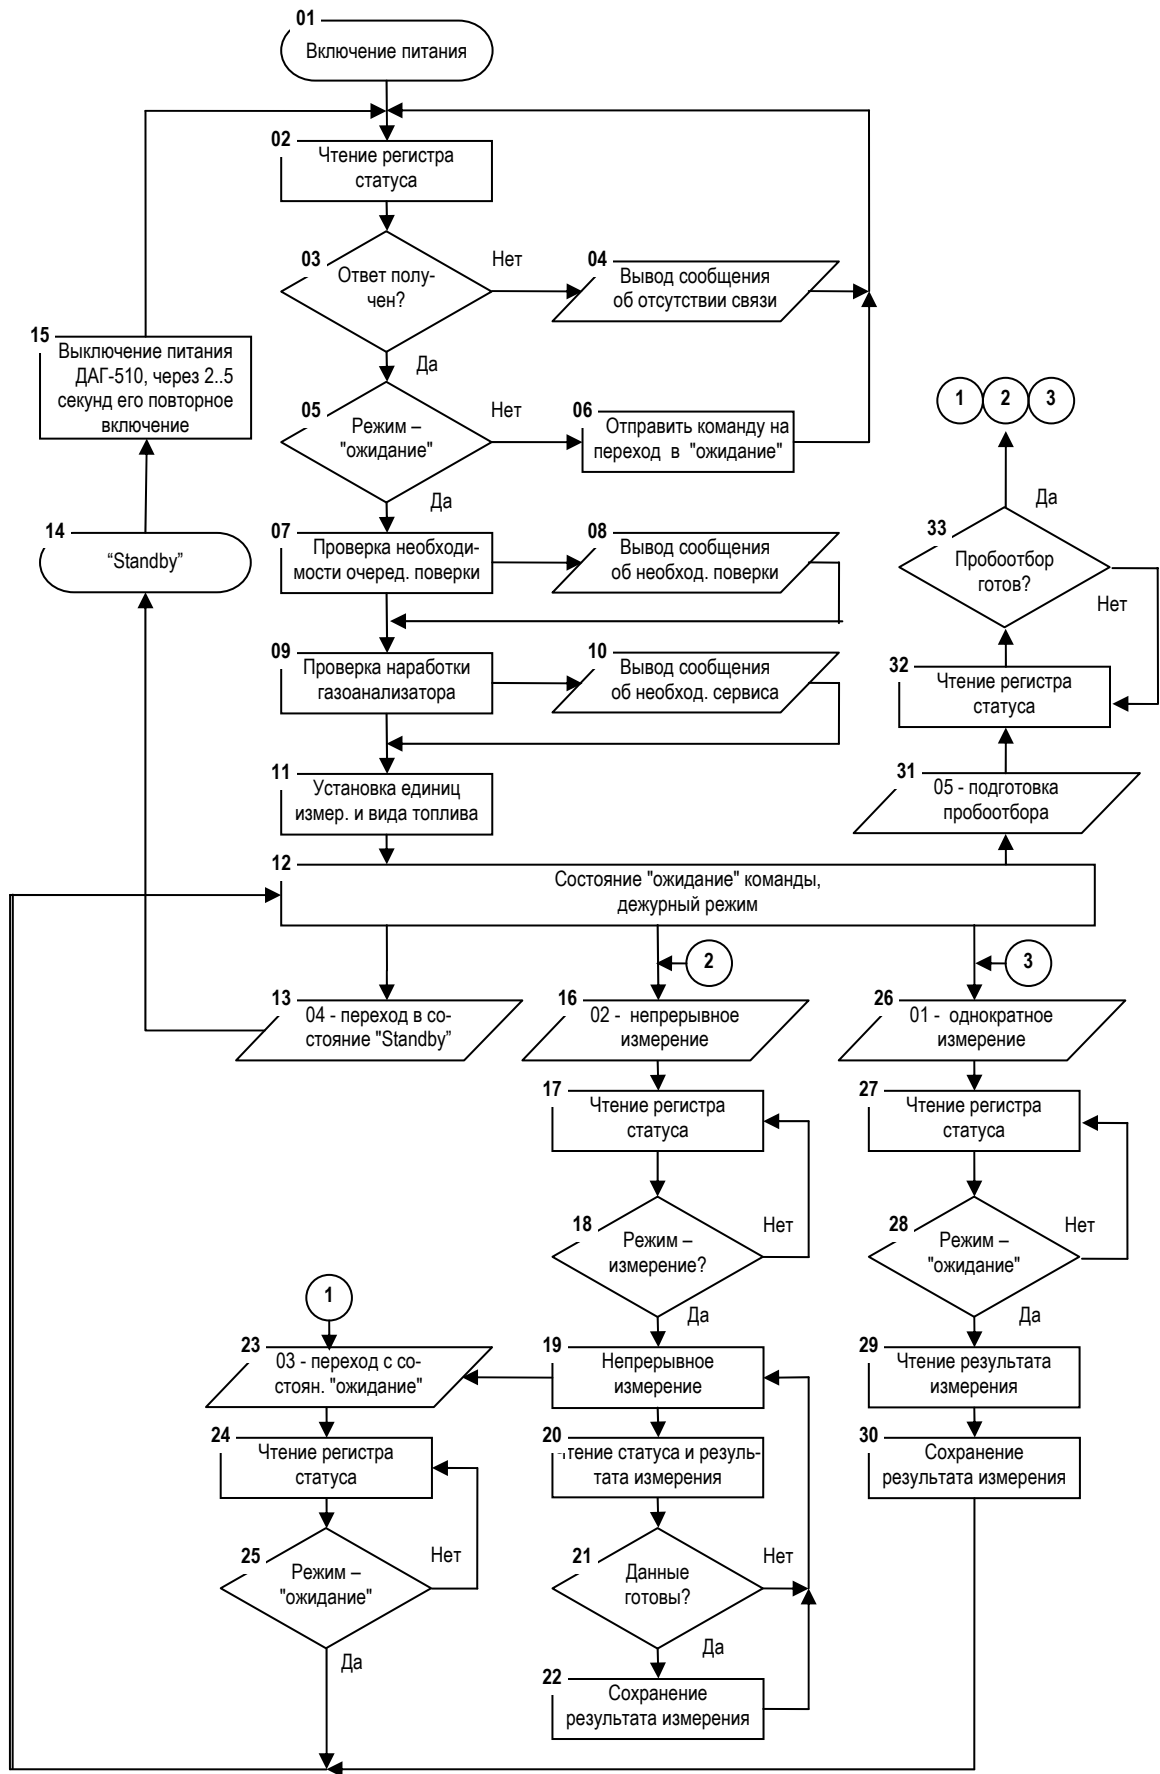 01
Включение питания
02
Чтение регистра
статуса
03
Ответ полу-
чен?
Нет
04
Вывод сообщения
об отсутствии связи
Да
15
Выключение питания
ДАГ-510, через 2..5
секунд его повторное
включение
05
Режим –
"ожидание"
Нет
06
Отправить команду на
переход в "ожидание"
Да
1
2
3
Да
14
“Standby”
07
Проверка необходи-
мости очеред. поверки
08
Вывод сообщения
об необход. поверки
33
Пробоотбор
готов?
Нет
09
Проверка наработки
газоанализатора
10
Вывод сообщения
об необход. сервиса
32
Чтение регистра
статуса
11
Установка единиц
измер. и вида топлива
31
05 - подготовка
пробоотбора
12
Состояние "ожидание" команды,
дежурный режим
2
3
13
04 - переход в со-
стояние "Standby”
16
02 - непрерывное
измерение
26
01 - однократное
измерение
17
Чтение регистра
статуса
27
Чтение регистра
статуса
18
Режим –
измерение?
Нет
Да
28
Режим –
"ожидание"
Нет
Да
1
23
03 - переход с со-
стоян. "ожидание"
19
Непрерывное
измерение
29
Чтение результата
измерения
24
Чтение регистра
статуса
20
тение статуса и резуль-
тата измерения
30
Сохранение
результата измерения
25
Режим –
"ожидание"
Нет
Да
21
Данные
готовы?
Нет
Да
22
Сохранение
результата измерения